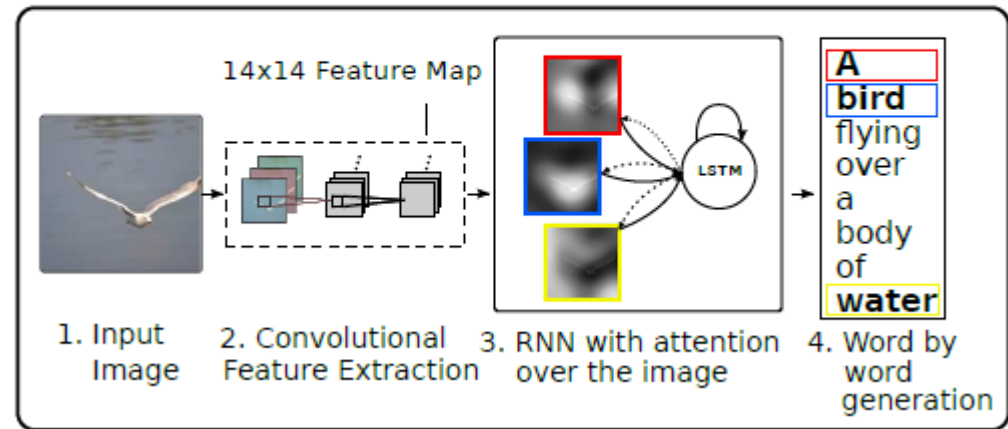 14x14 Feature Map
LSTM
A
bird
flying
over
a
body
of
water
1. Input
Image
2. Convolutional
Feature Extraction
3. RNN with attention
over the image
4. Word by
word
generation